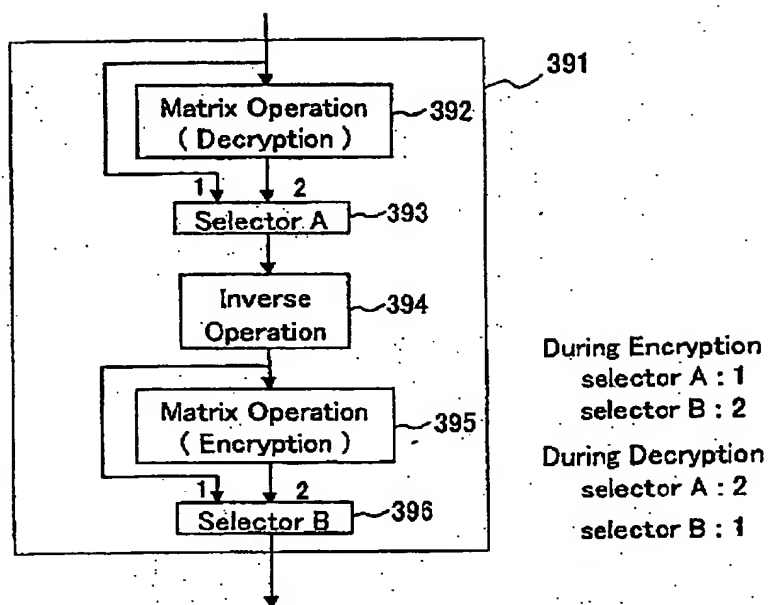 391
Matrix Operation
( Decryption )
392
1
2
Selector A
393
Inverse
Operation
394
During Encryption
selector A : 1
selector B : 2
Matrix Operation
( Encryption )
395
During Decryption
selector A : 2
selector B : 1
1
2
Selector B
396